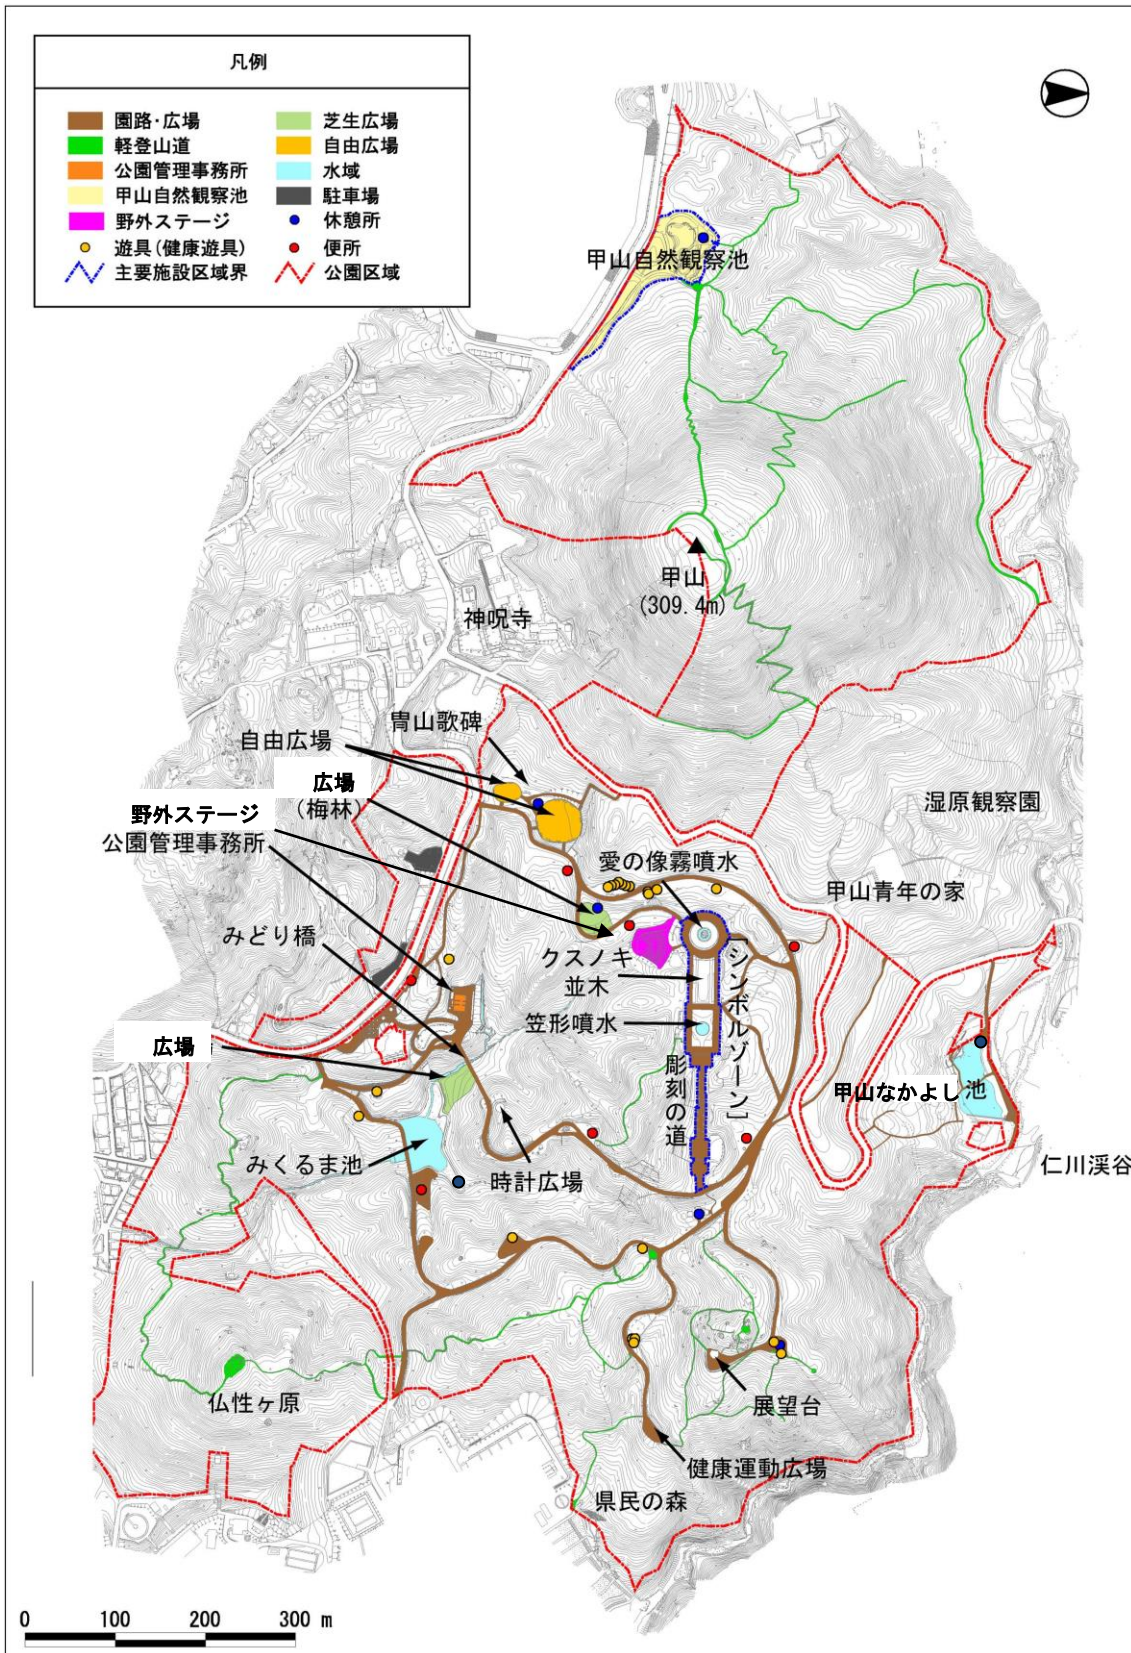 凡例
園路･広場
芝生広場
軽登山道
自由広場
公園管理事務所
水域
甲山自然観察池
駐車場
野外ステージ
休憩所
遊具(健康遊具)
便所
主要施設区域界
公園区域
甲山自然観察池
甲山
(309.4m)
神呪寺
冑山歌碑
自由広場
広場
(梅林)
野外ステージ
公園管理事務所
湿原観察園
愛の像霧噴水
甲山青年の家
みどり橋
クスノキ
並木
[シンボルゾーン]
笠形噴水
広場
彫刻の道
甲山なかよし池
みくるま池
時計広場
仁川渓谷
仏性ヶ原
展望台
健康運動広場
県民の森
0 100 200 300 m